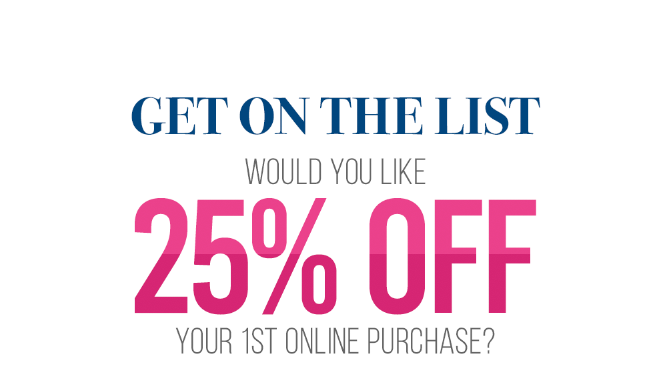 GET ON THE LIST
WOULD YOU LIKE
25% OFF
YOUR 1ST ONLINE PURCHASE?